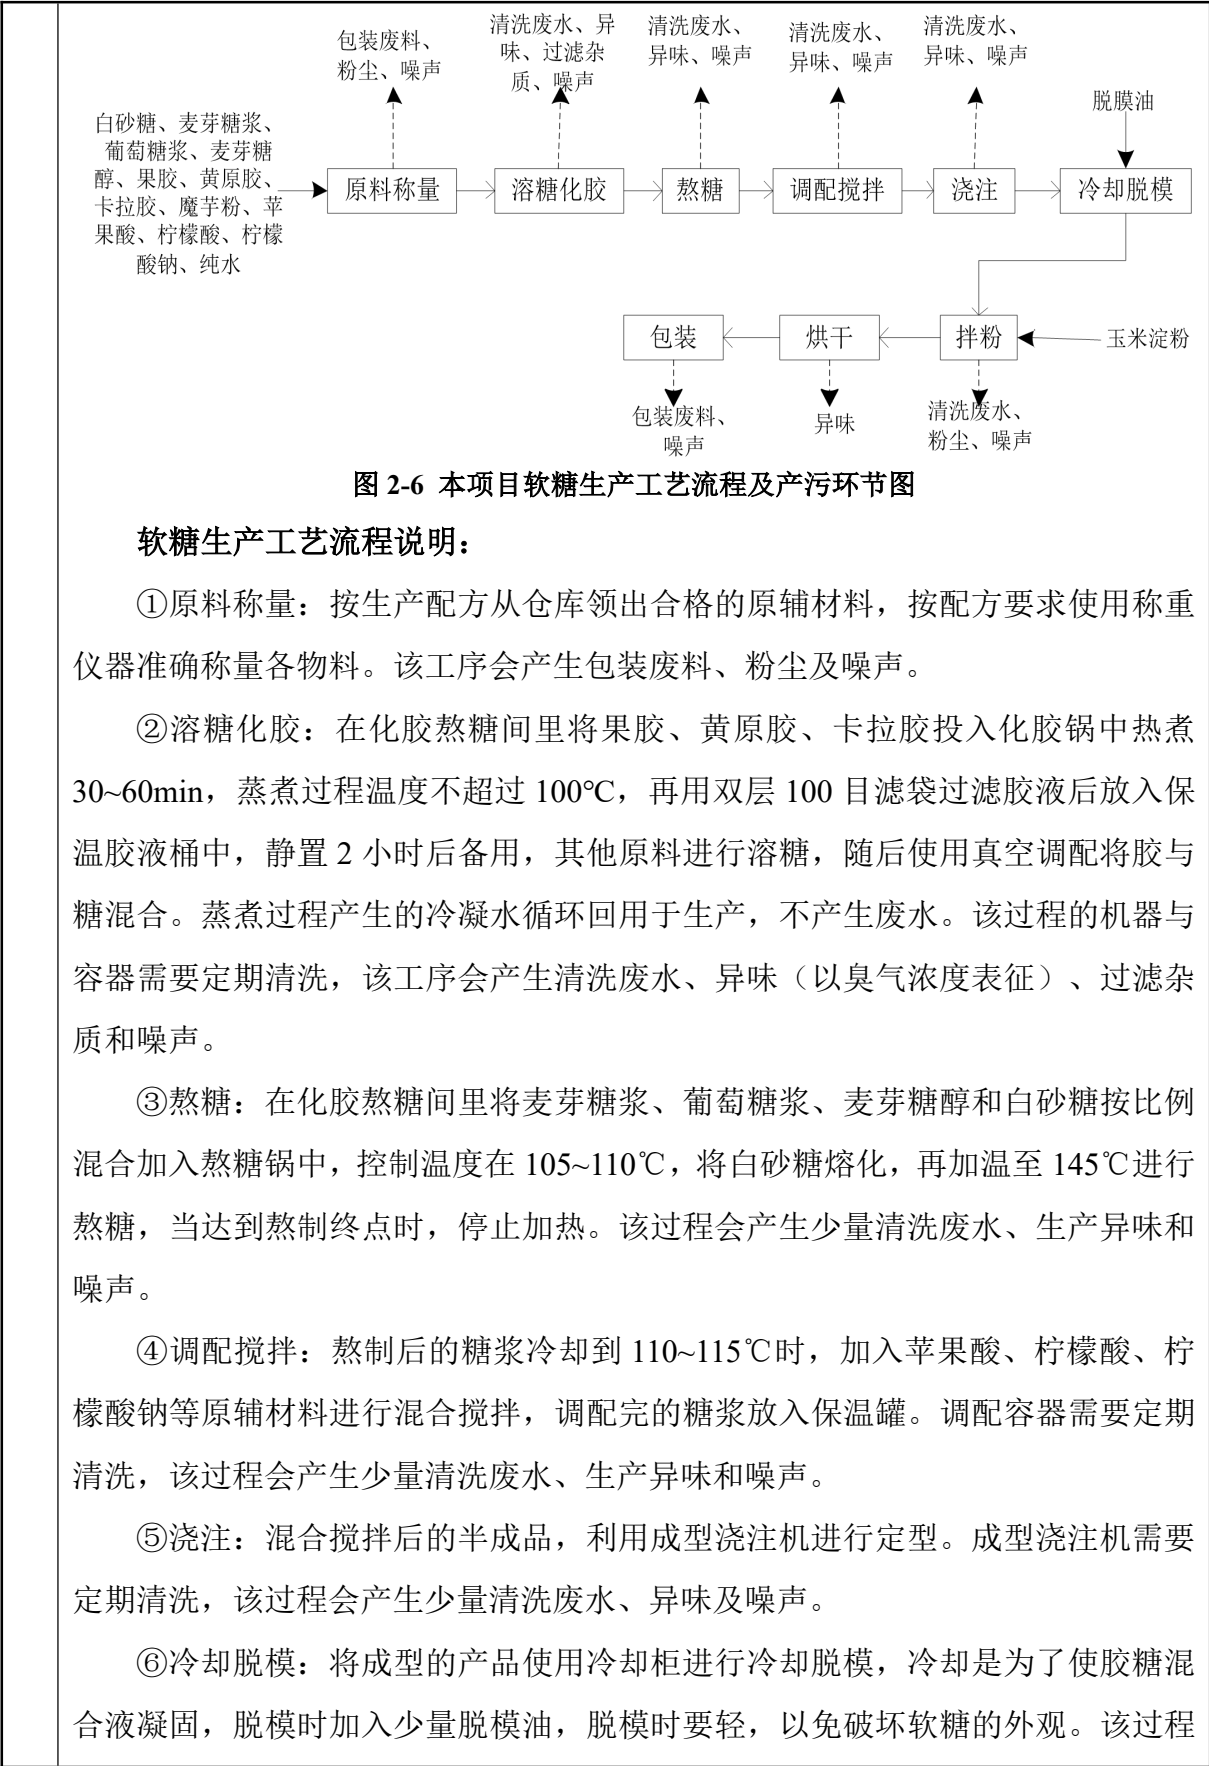 包装废料、
粉尘、噪声
清洗废水、异
味、过滤杂
质、噪声
清洗废水、
异味、噪声
清洗废水、
异味、噪声
清洗废水、
异味、噪声
脱膜油
白砂糖、麦芽糖浆、
葡萄糖浆、麦芽糖
醇、果胶、黄原胶、
卡拉胶、魔芋粉、苹
果酸、柠檬酸、柠檬
酸钠、纯水
原料称量
溶糖化胶
熬糖
调配搅拌
浇注
冷却脱模
包装
烘干
拌粉
玉米淀粉
包装废料、
噪声
异味
清洗废水、
粉尘、噪声
图 2-6 本项目软糖生产工艺流程及产污环节图
软糖生产工艺流程说明：
①原料称量：按生产配方从仓库领出合格的原辅材料，按配方要求使用称重
仪器准确称量各物料。该工序会产生包装废料、粉尘及噪声。
②溶糖化胶：在化胶熬糖间里将果胶、黄原胶、卡拉胶投入化胶锅中热煮
30~60min，蒸煮过程温度不超过 100℃，再用双层 100 目滤袋过滤胶液后放入保
温胶液桶中，静置 2 小时后备用，其他原料进行溶糖，随后使用真空调配将胶与
糖混合。蒸煮过程产生的冷凝水循环回用于生产，不产生废水。该过程的机器与
容器需要定期清洗，该工序会产生清洗废水、异味（以臭气浓度表征）、过滤杂
质和噪声。
③熬糖：在化胶熬糖间里将麦芽糖浆、葡萄糖浆、麦芽糖醇和白砂糖按比例
混合加入熬糖锅中，控制温度在 105~110℃，将白砂糖熔化，再加温至 145℃进行
熬糖，当达到熬制终点时，停止加热。该过程会产生少量清洗废水、生产异味和
噪声。
④调配搅拌：熬制后的糖浆冷却到 110~115℃时，加入苹果酸、柠檬酸、柠
檬酸钠等原辅材料进行混合搅拌，调配完的糖浆放入保温罐。调配容器需要定期
清洗，该过程会产生少量清洗废水、生产异味和噪声。
⑤浇注：混合搅拌后的半成品，利用成型浇注机进行定型。成型浇注机需要
定期清洗，该过程会产生少量清洗废水、异味及噪声。
⑥冷却脱模：将成型的产品使用冷却柜进行冷却脱模，冷却是为了使胶糖混
合液凝固，脱模时加入少量脱模油，脱模时要轻，以免破坏软糖的外观。该过程